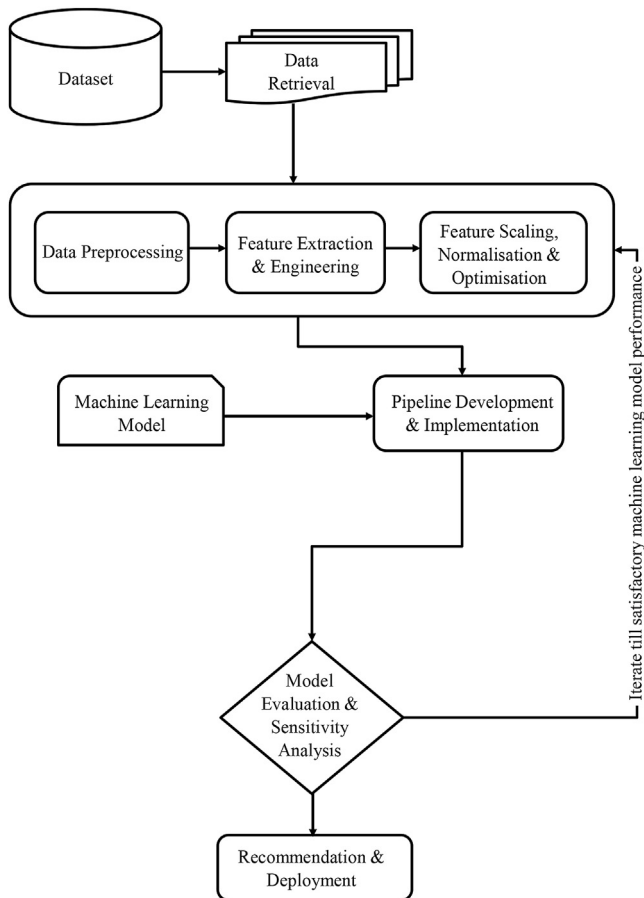 Dataset
Data
Retrieval
Data Preprocessing
Feature Extraction
& Engineering
Feature Scaling,
Normalisation &
Optimisation
Machine Learning
Model
Pipeline Development
& Implementation
Iterate till satisfactory machine learning model performance
Model
Evaluation &
Sensitivity
Analysis
Recommendation &
Deployment